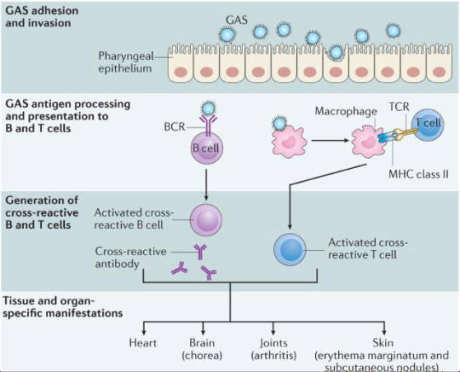 GAS adhesion
and invasion
GAS
Pharyngeal
epithelium
GAS antigen processing
and presentation to
B and T cells
BCR
B cell
Macrophage
TCR
T cell
MHC class II
Generation of
cross-reactive
B and T cells
Activated cross-
reactive B cell
Cross-reactive
antibody
Activated cross-
reactive T cell
Tissue and organ-
specific manifestations
Heart
Brain
(chorea)
Joints
(arthritis)
Skin
(erythema marginatum and
subcutaneous nodules)